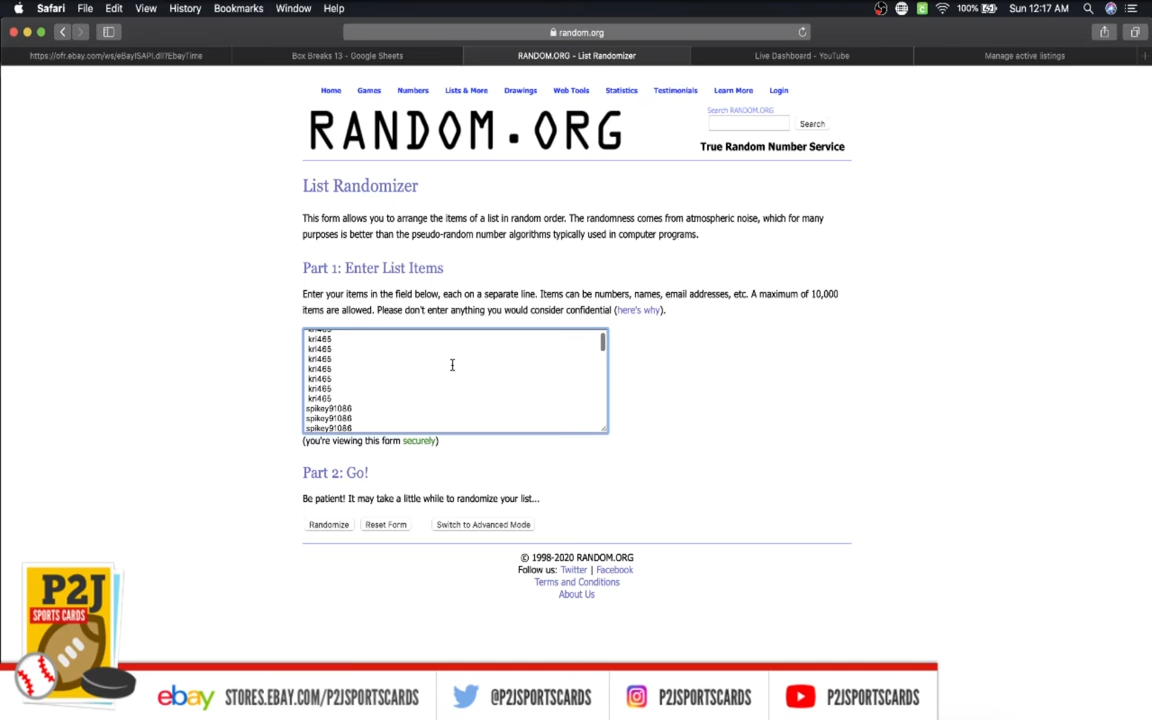 Safari File Edit View History Bookmarks Window Help 100% Sun 12:17 AM
random.org
https://ofr.ebay.com/ws/eBayISAPI.dll?EbayTime Box Breaks 13 - Google Sheets RANDOM.ORG - List Randomizer Live Dashboard - YouTube Manage active listings
Home Games Numbers Lists & More Drawings Web Tools Statistics Testimonials Learn More Login
RANDOM.ORG
Search RANDOM.ORG
Search
True Random Number Service
List Randomizer
This form allows you to arrange the items of a list in random order. The randomness comes from atmospheric noise, which for many
purposes is better than the pseudo-random number algorithms typically used in computer programs.
Part 1: Enter List Items
Enter your items in the field below, each on a separate line. Items can be numbers, names, email addresses, etc. A maximum of 10,000
items are allowed. Please don't enter anything you would consider confidential (here's why).
kri465
kri465
kri465
kri465
kri465
kri465
kri465
kri465
spikey91086
spikey91086
spikey91086
(you're viewing this form securely)
Part 2: Go!
Be patient! It may take a little while to randomize your list...
Randomize Reset Form Switch to Advanced Mode
© 1998-2020 RANDOM.ORG
Follow us: Twitter | Facebook
Terms and Conditions
About Us
P2J
SPORTS CARDS
ebay STORES.EBAY.COM/P2JSPORTSCARDS @P2JSPORTSCARDS P2JSPORTSCARDS P2JSPORTSCARDS